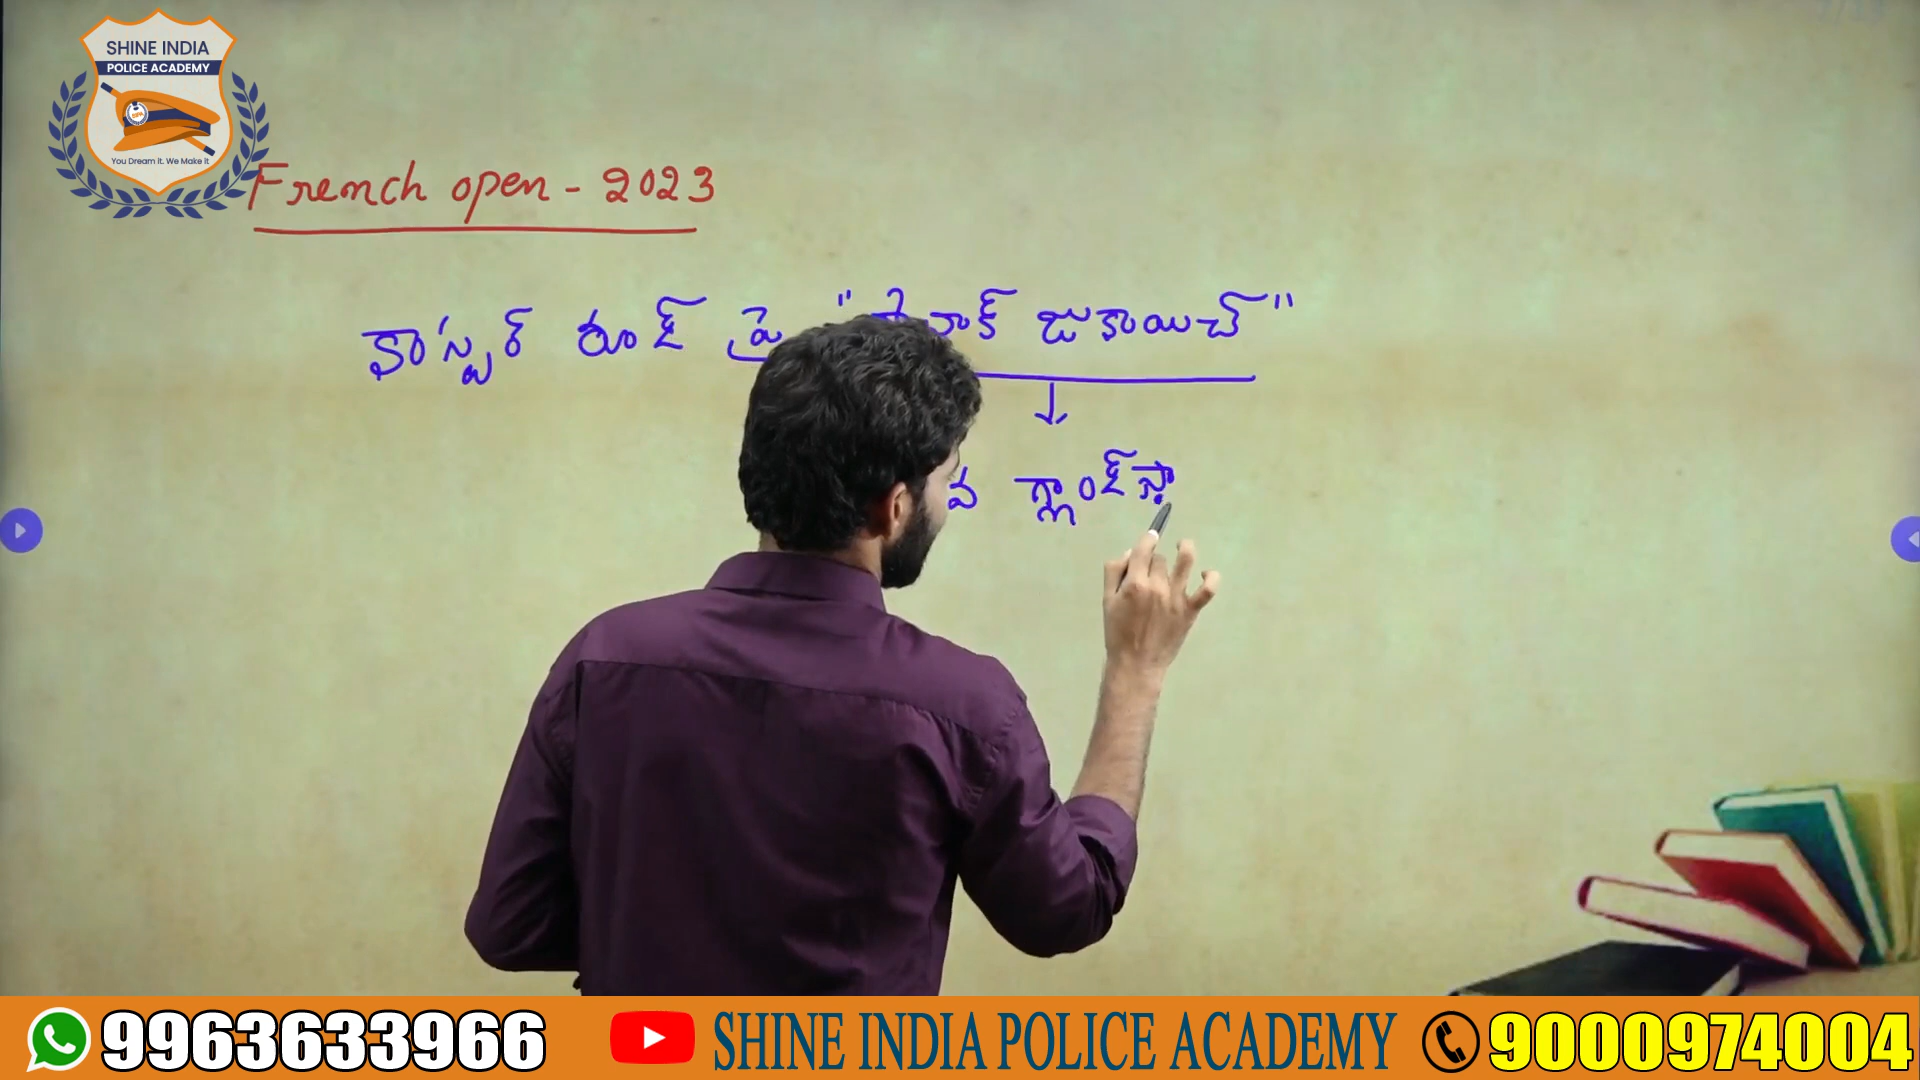 SHINE INDIA
POLICE ACADEMY
You Dream It. We Make It
French open - 2023
కాస్పర్ రూడ్ పై " జుకోవిచ్ "
వ గ్రాండ్
9963633966 SHINE INDIA POLICE ACADEMY 9000974004